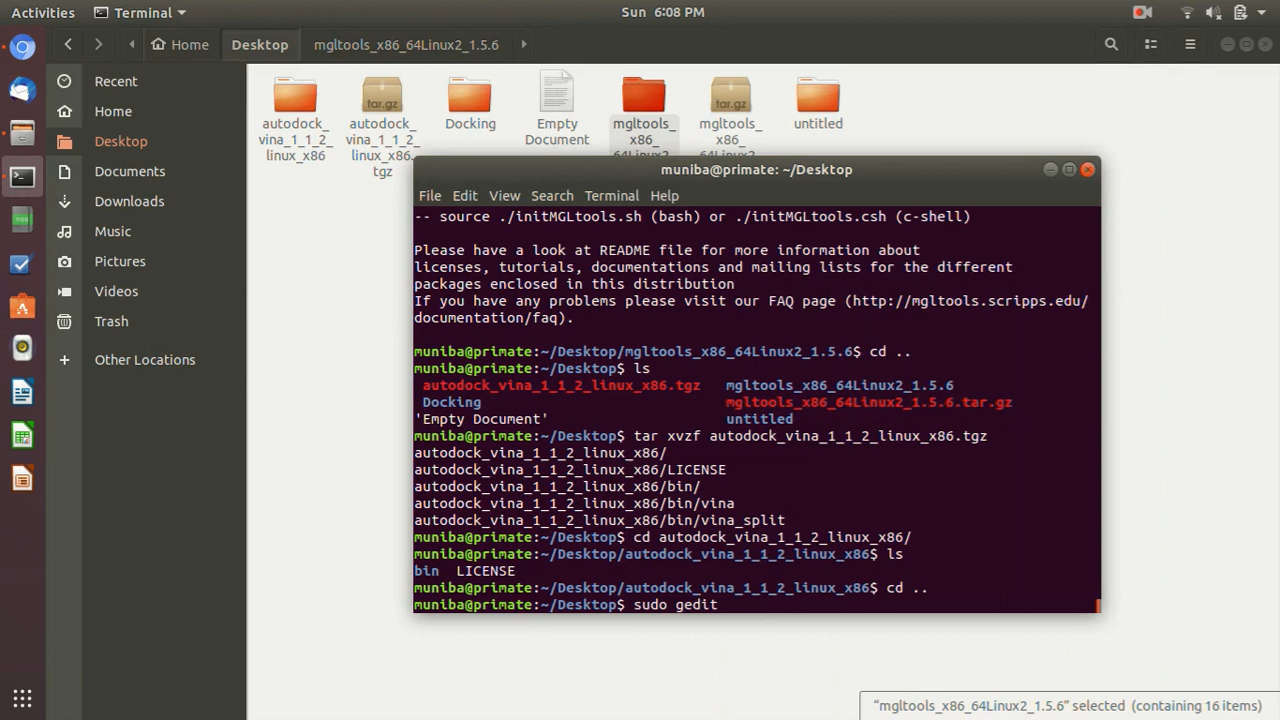 Activities Terminal Sun 6:08 PM
Home Desktop mgltools_x86_64Linux2_1.5.6
Recent
Home
Desktop
Documents
Downloads
Music
Pictures
Videos
Trash
Other Locations
autodock_
vina_1_1_2_
linux_x86
autodock_
vina_1_1_2_
linux_x86.
tgz
Docking
Empty
Document
mgltools_
x86_
64Linux2_
tar.gz
mgltools_
x86_
64Linux2_
untitled
tar.gz
muniba@primate: ~/Desktop
File Edit View Search Terminal Help
-- source ./initMGLtools.sh (bash) or ./initMGLtools.csh (c-shell)
Please have a look at README file for more information about
licenses, tutorials, documentations and mailing lists for the different
packages enclosed in this distribution
If you have any problems please visit our FAQ page (http://mgltools.scripps.edu/
documentation/faq).
muniba@primate:~/Desktop/mgltools_x86_64Linux2_1.5.6$ cd ..
muniba@primate:~/Desktop$ ls
autodock_vina_1_1_2_linux_x86.tgz mgltools_x86_64Linux2_1.5.6
Docking mgltools_x86_64Linux2_1.5.6.tar.gz
'Empty Document' untitled
muniba@primate:~/Desktop$ tar xvzf autodock_vina_1_1_2_linux_x86.tgz
autodock_vina_1_1_2_linux_x86/
autodock_vina_1_1_2_linux_x86/LICENSE
autodock_vina_1_1_2_linux_x86/bin/
autodock_vina_1_1_2_linux_x86/bin/vina
autodock_vina_1_1_2_linux_x86/bin/vina_split
muniba@primate:~/Desktop$ cd autodock_vina_1_1_2_linux_x86/
muniba@primate:~/Desktop/autodock_vina_1_1_2_linux_x86$ ls
bin LICENSE
muniba@primate:~/Desktop/autodock_vina_1_1_2_linux_x86$ cd ..
muniba@primate:~/Desktop$ sudo gedit
"mgltools_x86_64Linux2_1.5.6" selected (containing 16 items)